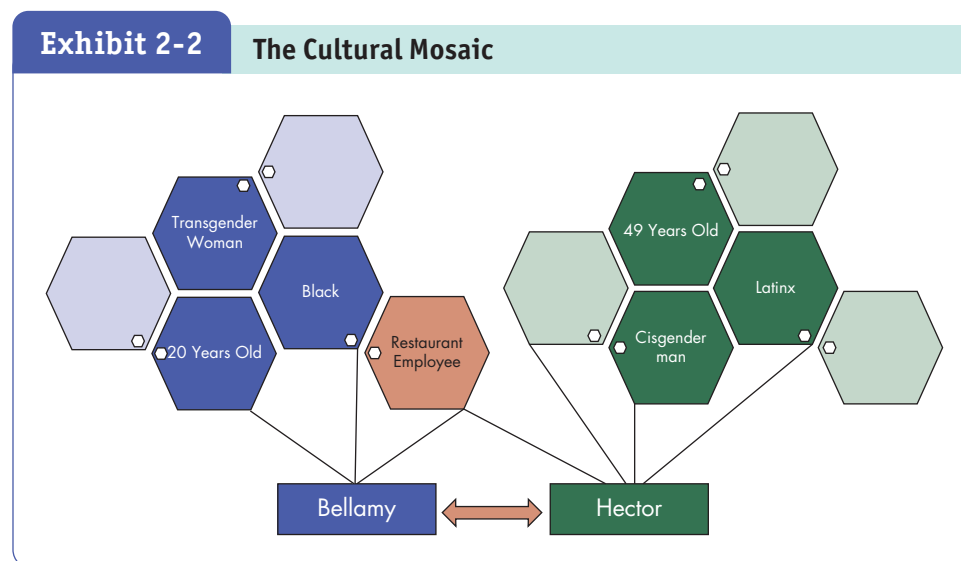 Exhibit 2-2
The Cultural Mosaic
Transgender
Woman
Black
20 Years Old
Restaurant
Employee
49 Years Old
Latinx
Cisgender
man
Bellamy
Hector